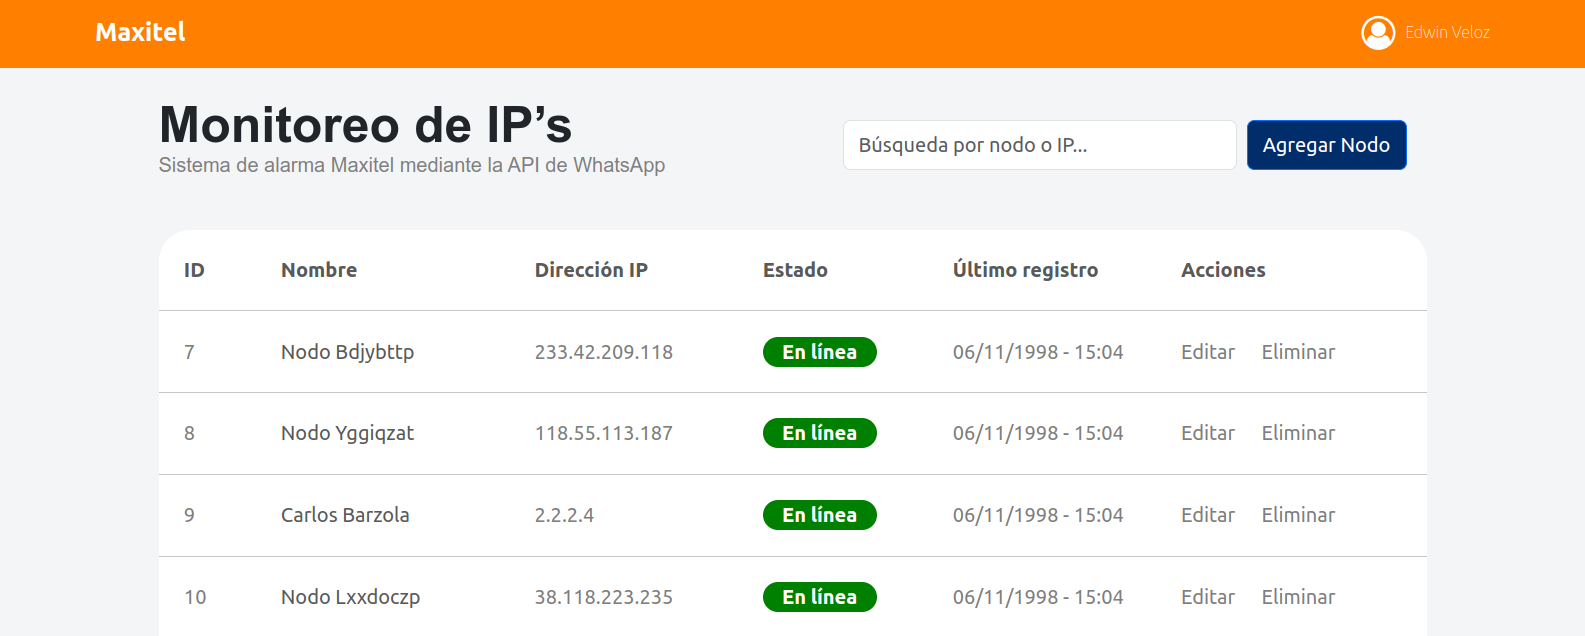 Maxitel
Edwin Veloz
Monitoreo de IP’s
Sistema de alarma Maxitel mediante la API de WhatsApp
Búsqueda por nodo o IP...
Agregar Nodo
ID Nombre Dirección IP Estado Último registro Acciones
7 Nodo Bdjybttp 233.42.209.118 En línea 06/11/1998 - 15:04 Editar Eliminar
8 Nodo Yggiqzat 118.55.113.187 En línea 06/11/1998 - 15:04 Editar Eliminar
9 Carlos Barzola 2.2.2.4 En línea 06/11/1998 - 15:04 Editar Eliminar
10 Nodo Lxxdoczp 38.118.223.235 En línea 06/11/1998 - 15:04 Editar Eliminar